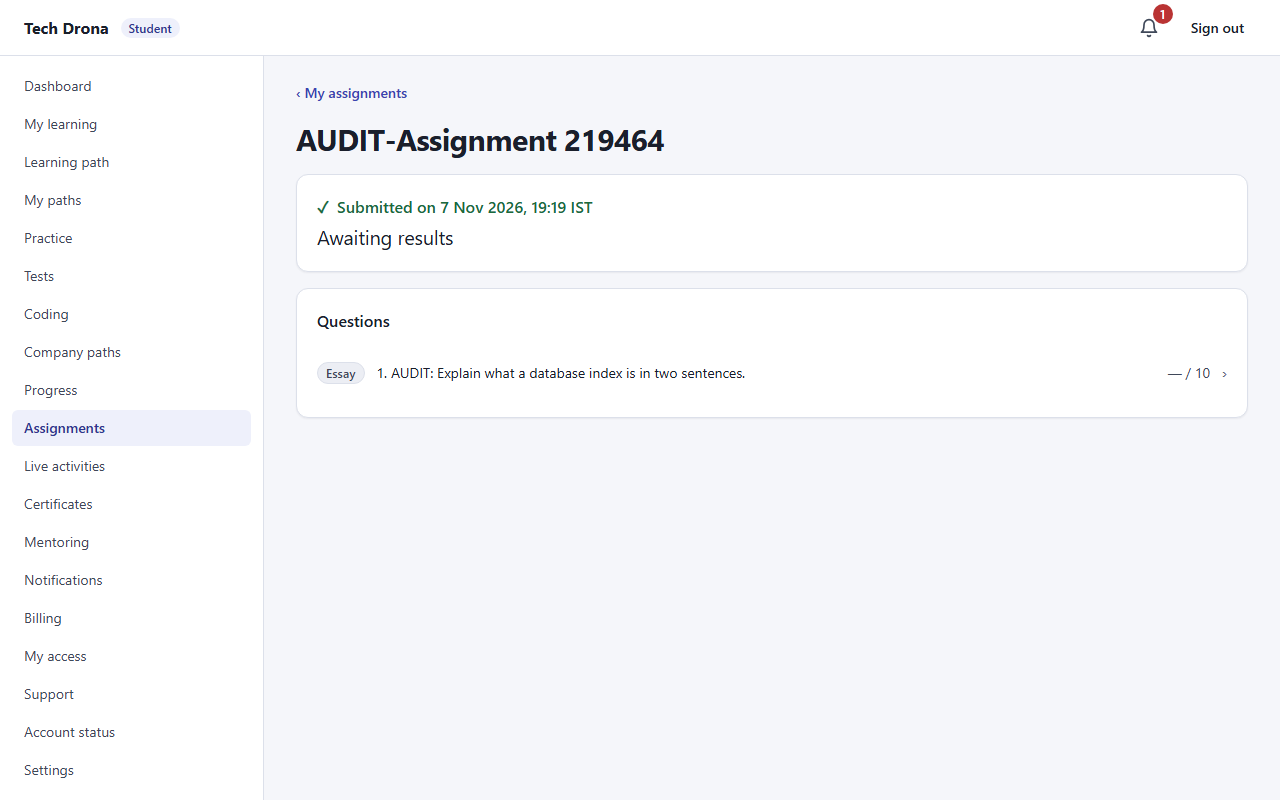 Tech Drona Student 1 Sign out
Dashboard
My learning
Learning path
My paths
Practice
Tests
Coding
Company paths
Progress
Assignments
Live activities
Certificates
Mentoring
Notifications
Billing
My access
Support
Account status
Settings
‹ My assignments
AUDIT-Assignment 219464
✓ Submitted on 7 Nov 2026, 19:19 IST
Awaiting results
Questions
Essay 1. AUDIT: Explain what a database index is in two sentences. — / 10 ›